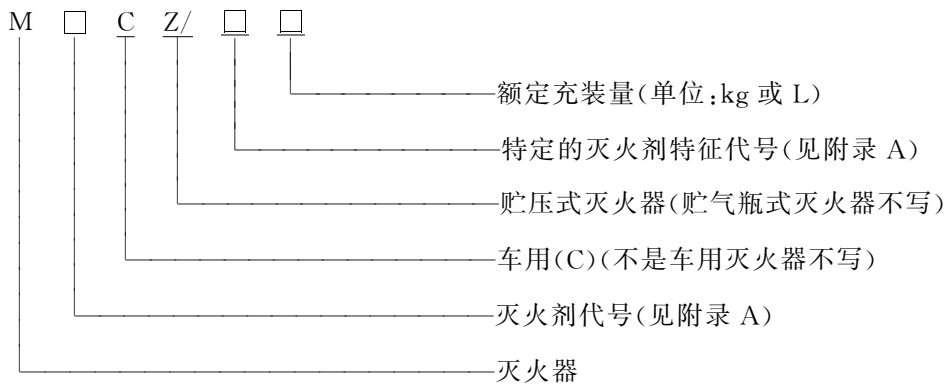 M □ C Z/ □ □
额定充装量(单位:kg 或 L)
特定的灭火剂特征代号(见附录 A)
贮压式灭火器(贮气瓶式灭火器不写)
车用(C)(不是车用灭火器不写)
灭火剂代号(见附录 A)
灭火器